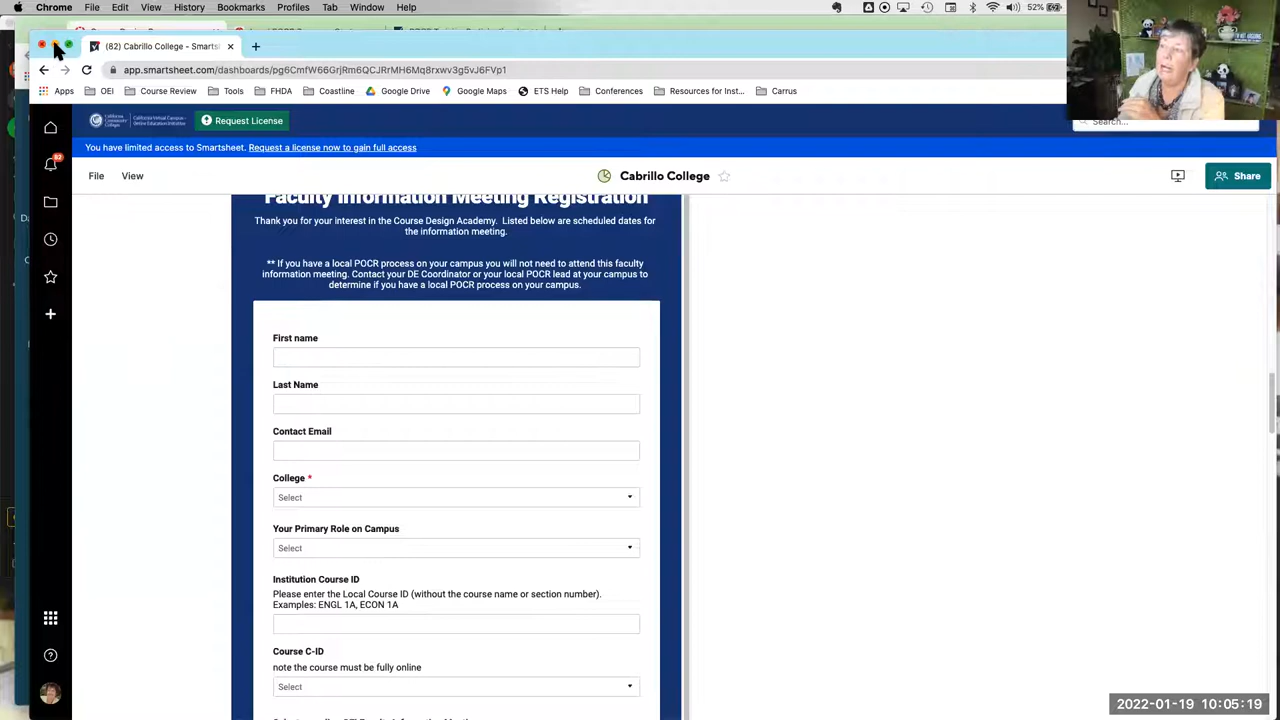 Chrome File Edit View History Bookmarks Profiles Tab Window Help 52%
(82) Cabrillo College - Smartsh
app.smartsheet.com/dashboards/pg6CmfW66GrjRm6QCJRrMH6Mq8rxwv3g5vJ6FVp1
Apps OEI Course Review Tools FHDA Coastline Google Drive Google Maps ETS Help Conferences Resources for Inst... Carrus
Request License
Search...
You have limited access to Smartsheet. Request a license now to gain full access
92
File View Cabrillo College Share
Faculty Information Meeting Registration
Thank you for your interest in the Course Design Academy. Listed below are scheduled dates for
the information meeting.
** If you have a local POCR process on your campus you will not need to attend this faculty
information meeting. Contact your DE Coordinator or your local POCR lead at your campus to
determine if you have a local POCR process on your campus.
First name
Last Name
Contact Email
College *
Select
Your Primary Role on Campus
Select
Institution Course ID
Please enter the Local Course ID (without the course name or section number).
Examples: ENGL 1A, ECON 1A
Course C-ID
note the course must be fully online
Select
2022-01-19 10:05:19